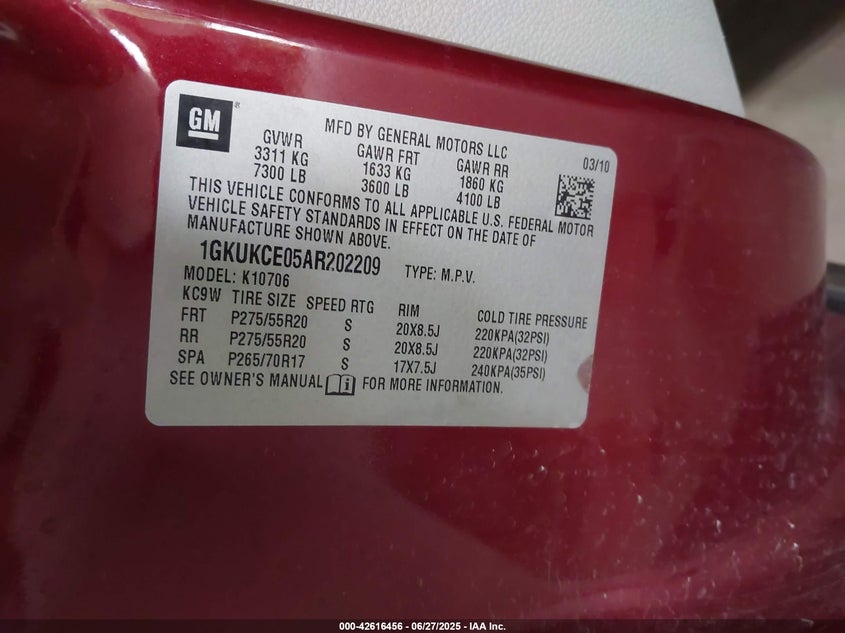 GM ®
MFD BY GENERAL MOTORS LLC
03/10
GVWR GAWR FRT GAWR RR
3311 KG 1633 KG 1860 KG
7300 LB 3600 LB 4100 LB
THIS VEHICLE CONFORMS TO ALL APPLICABLE U.S. FEDERAL MOTOR
VEHICLE SAFETY STANDARDS IN EFFECT ON THE DATE OF
MANUFACTURE SHOWN ABOVE.
1GKUKCE05AR202209 TYPE: M.P.V.
MODEL: K10706
KC9W TIRE SIZE SPEED RTG RIM COLD TIRE PRESSURE
FRT P275/55R20 S 20X8.5J 220KPA(32PSI)
RR P275/55R20 S 20X8.5J 220KPA(32PSI)
SPA P265/70R17 S 17X7.5J 240KPA(35PSI)
SEE OWNER'S MANUAL FOR MORE INFORMATION.
000-42616456 - 06/27/2025 - IAA Inc.